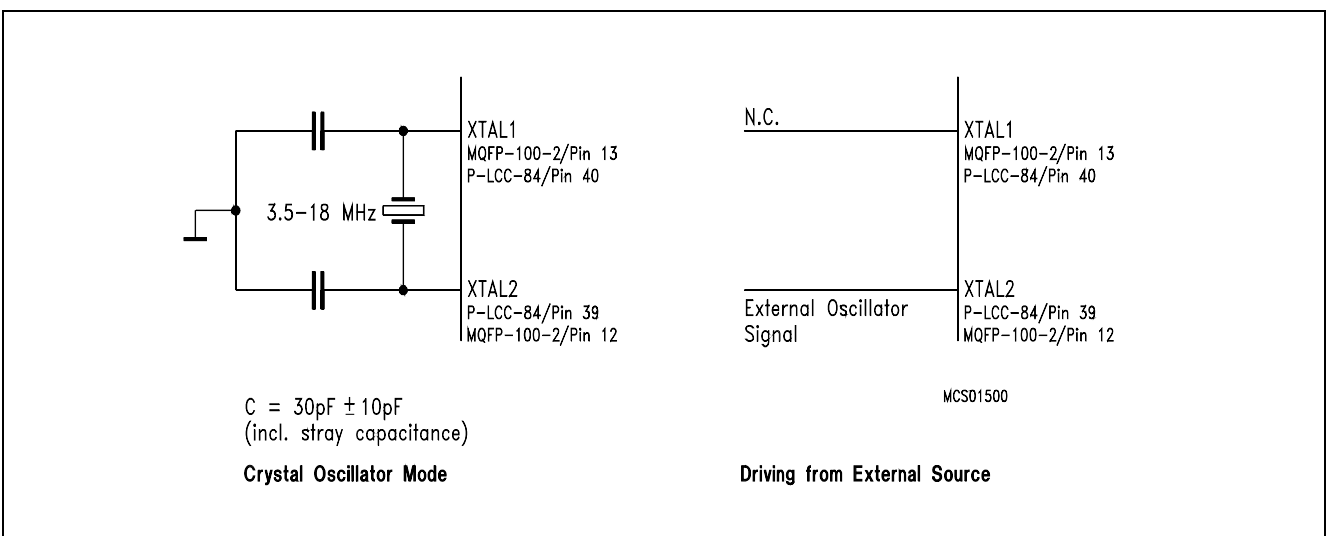 XTAL1
MQFP-100-2/Pin 13
P-LCC-84/Pin 40
3.5-18 MHz
XTAL2
P-LCC-84/Pin 39
MQFP-100-2/Pin 12
C = 30pF ± 10pF
(incl. stray capacitance)
Crystal Oscillator Mode
N.C.
XTAL1
MQFP-100-2/Pin 13
P-LCC-84/Pin 40
External Oscillator
Signal
XTAL2
P-LCC-84/Pin 39
MQFP-100-2/Pin 12
MCS01500
Driving from External Source